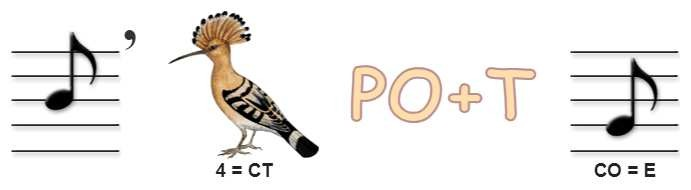 ,
PO+T
4 = CT
CO = E